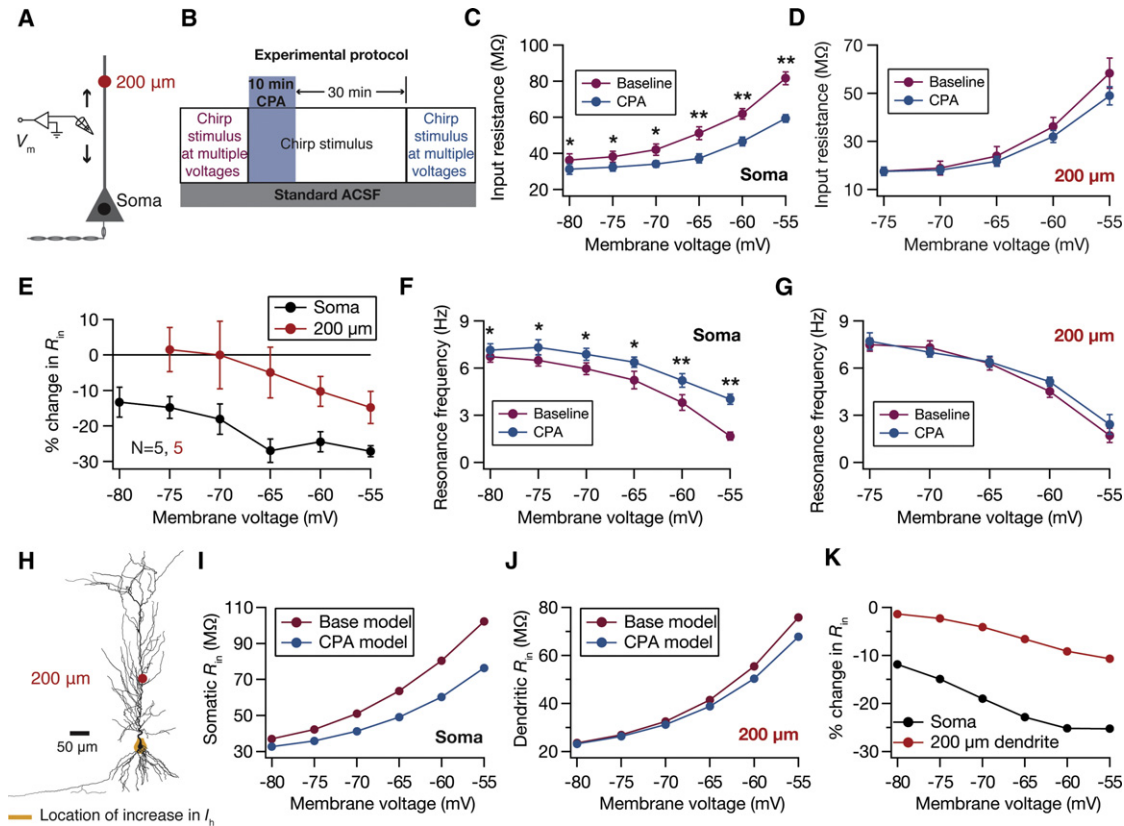 A
200 μm
Vm
Soma
B
Experimental protocol
10 min
CPA
30 min
Chirp
stimulus
at multiple
voltages
Chirp stimulus
Chirp
stimulus
at multiple
voltages
Standard ACSF
C
Input resistance (MΩ)
100
80
60
40
20
Baseline
CPA
* * * ** ** **
Soma
-80 -75 -70 -65 -60 -55
Membrane voltage (mV)
D
Input resistance (MΩ)
70
50
30
10
Baseline
CPA
200 μm
-75 -70 -65 -60 -55
Membrane voltage (mV)
E
% change in Rin
20
10
0
-10
-20
-30
Soma
200 μm
N=5, 5
-80 -75 -70 -65 -60 -55
Membrane voltage (mV)
F
Resonance frequency (Hz)
9
6
3
0
Soma
* * * * ** **
Baseline
CPA
-80 -75 -70 -65 -60 -55
Membrane voltage (mV)
G
Resonance frequency (Hz)
9
6
3
0
200 μm
Baseline
CPA
-75 -70 -65 -60 -55
Membrane voltage (mV)
H
200 μm
50 μm
Location of increase in Ih
I
Somatic Rin (MΩ)
110
90
70
50
30
Base model
CPA model
Soma
-80 -75 -70 -65 -60 -55
Membrane voltage (mV)
J
Dendritic Rin (MΩ)
80
60
40
20
Base model
CPA model
200 μm
-80 -75 -70 -65 -60 -55
Membrane voltage (mV)
K
% change in Rin
0
-10
-20
-30
Soma
200 μm dendrite
-80 -75 -70 -65 -60 -55
Membrane voltage (mV)